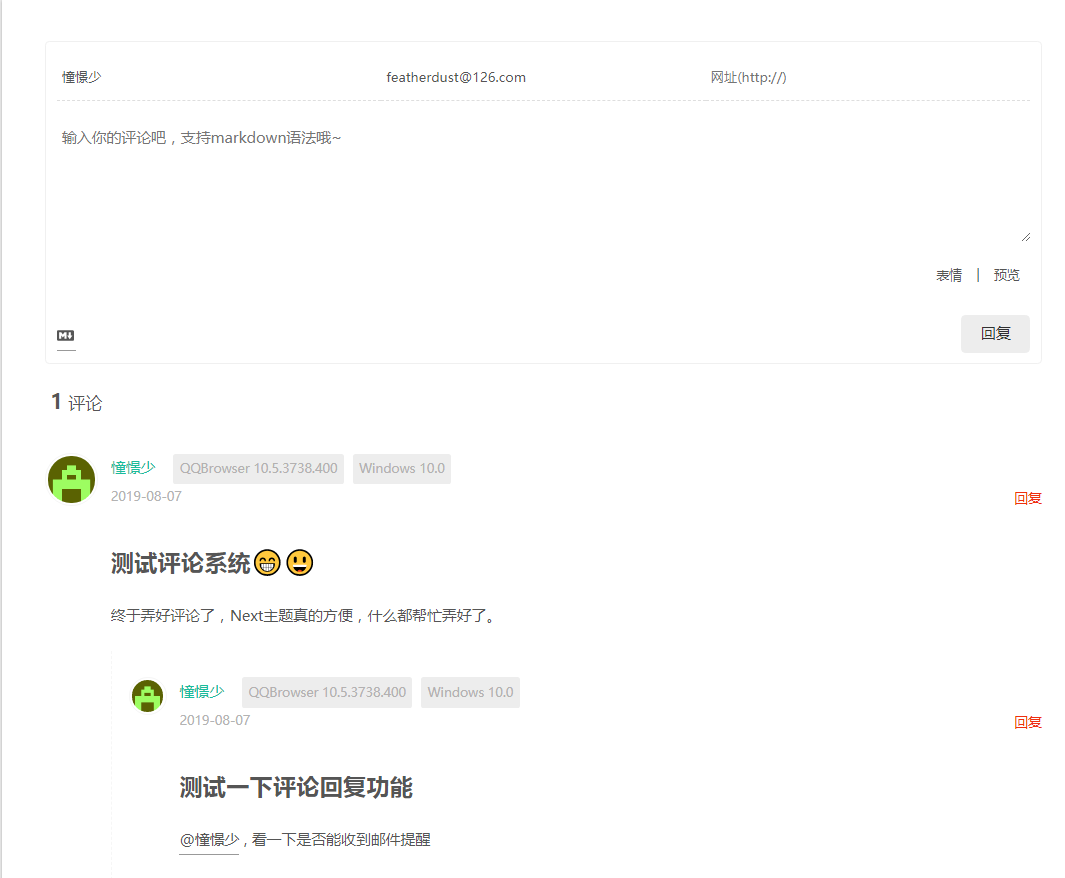 憧憬少 featherdust@126.com 网址(http://)
输入你的评论吧，支持markdown语法哦~
表情 | 预览
M↓ 回复
1 评论
憧憬少 QQBrowser 10.5.3738.400 Windows 10.0
2019-08-07 回复
测试评论系统😁😃
终于弄好评论了，Next主题真的方便，什么都帮忙弄好了。
憧憬少 QQBrowser 10.5.3738.400 Windows 10.0
2019-08-07 回复
测试一下评论回复功能
@憧憬少 , 看一下是否能收到邮件提醒